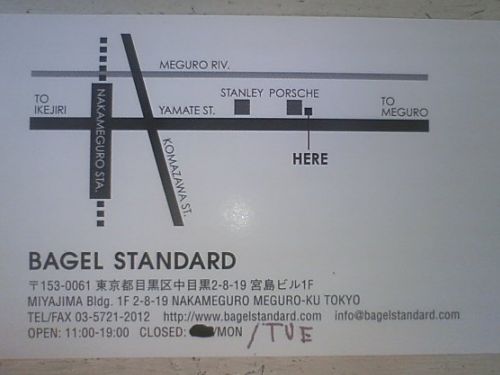 MEGURO RIV.
STANLEY PORSCHE
TO
IKEJIRI
NAKAMEGURO STA.
YAMATE ST.
TO
MEGURO
KOMAZAWA ST.
HERE
BAGEL STANDARD
〒153-0061 東京都目黒区中目黒2-8-19 宮島ビル1F
MIYAJIMA Bldg. 1F 2-8-19 NAKAMEGURO MEGURO-KU TOKYO
TEL/FAX 03-5721-2012 http://www.bagelstandard.com info@bagelstandard.com
OPEN: 11:00-19:00 CLOSED: /MON /TUE